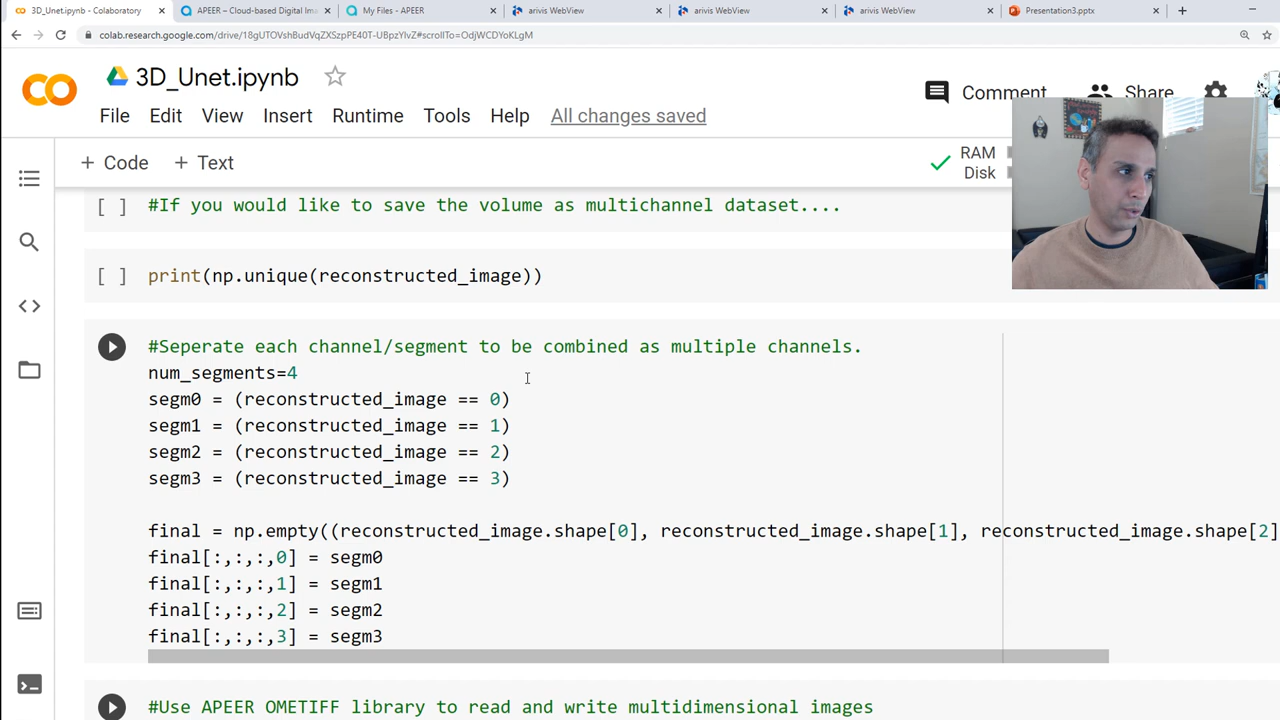 3D_Unet.ipynb - Colaboratory
APEER – Cloud-based Digital Ima
My Files - APEER
arivis WebView
arivis WebView
arivis WebView
Presentation3.pptx
colab.research.google.com/drive/18gUTOVshBudVqZXSzpPE40T-UBpzYlvZ#scrollTo=OdjWCDYoKLgM
3D_Unet.ipynb
Comment
Share
File Edit View Insert Runtime Tools Help All changes saved
+ Code + Text
RAM
Disk
[ ] #If you would like to save the volume as multichannel dataset....
[ ] print(np.unique(reconstructed_image))
#Seperate each channel/segment to be combined as multiple channels.
num_segments=4
segm0 = (reconstructed_image == 0)
segm1 = (reconstructed_image == 1)
segm2 = (reconstructed_image == 2)
segm3 = (reconstructed_image == 3)
final = np.empty((reconstructed_image.shape[0], reconstructed_image.shape[1], reconstructed_image.shape[2]
final[:,:,:,0] = segm0
final[:,:,:,1] = segm1
final[:,:,:,2] = segm2
final[:,:,:,3] = segm3
#Use APEER OMETIFF library to read and write multidimensional images